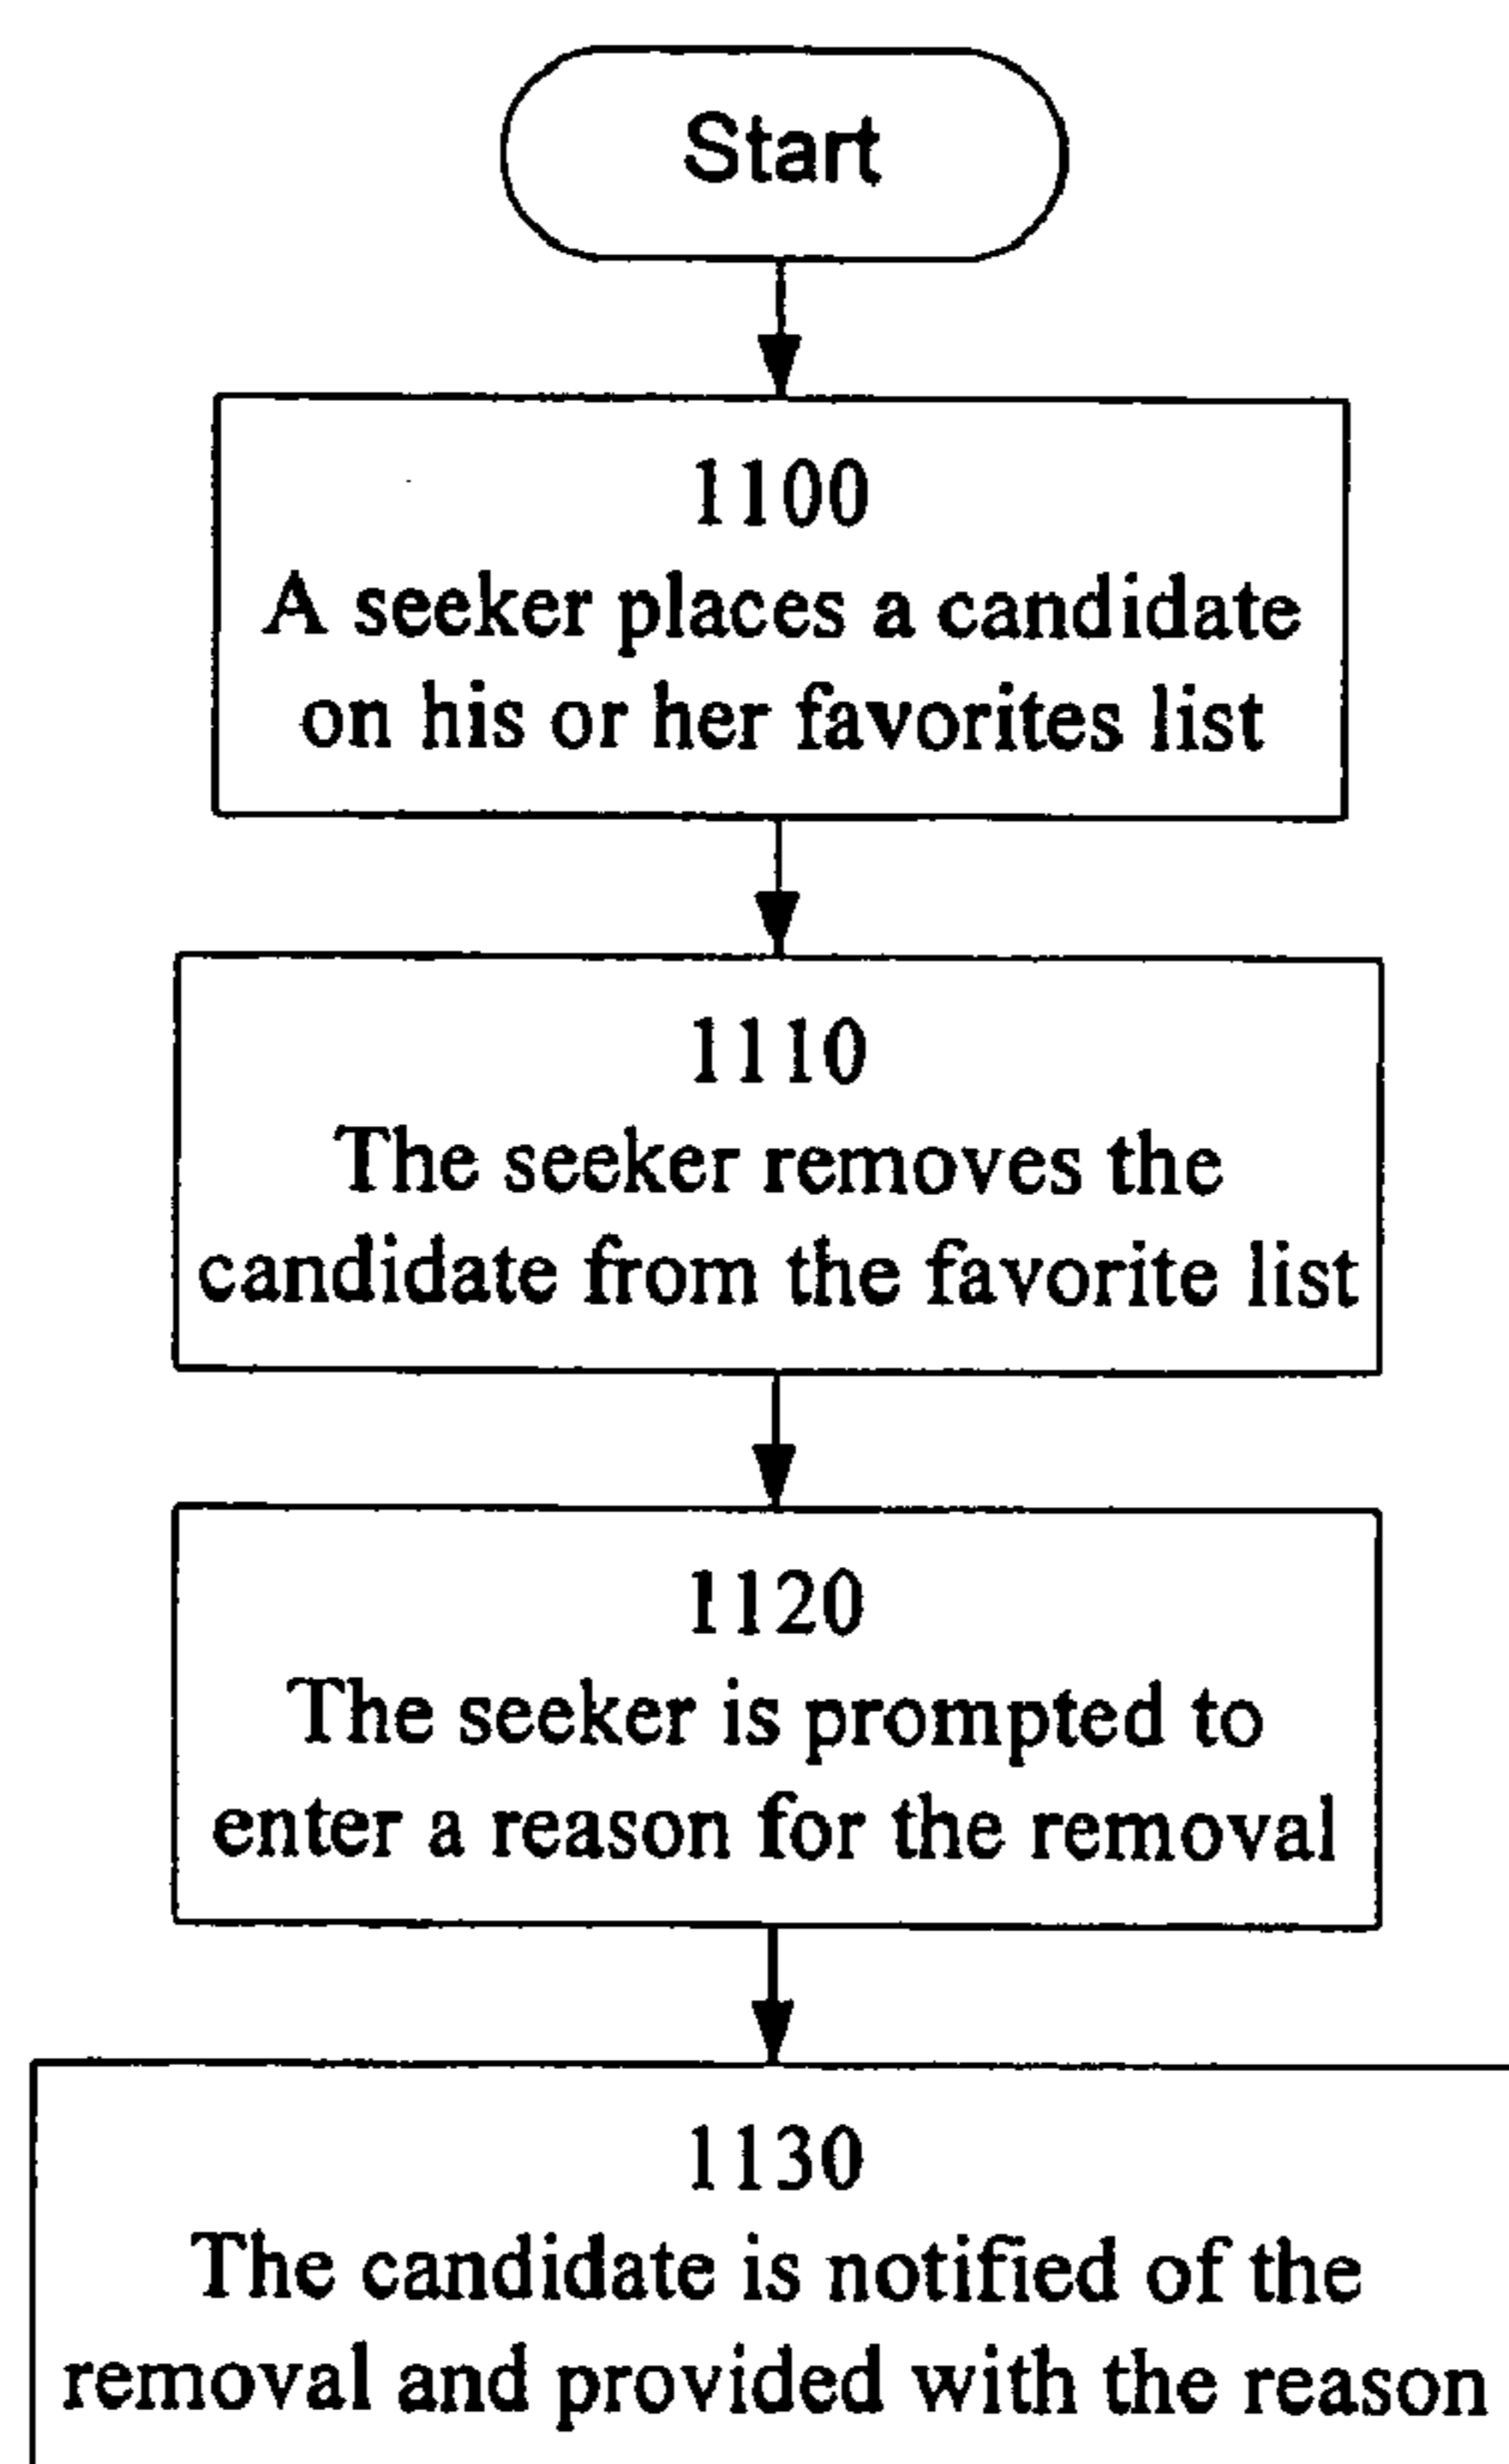 Start
1100
A seeker places a candidate
on his or her favorites list
1110
The seeker removes the
candidate from the favorite list
1120
The seeker is prompted to
enter a reason for the removal
1130
The candidate is notified of the
removal and provided with the reason